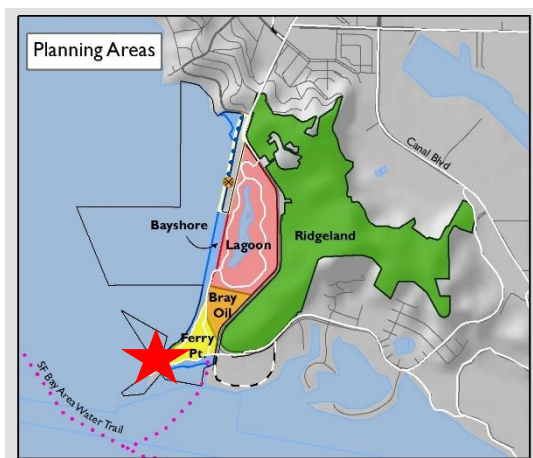 Planning Areas
Canal Blvd
Bayshore
Lagoon
Ridgeland
Bray
Oil
Ferry
Pt.
SF Bay Area Water Trail